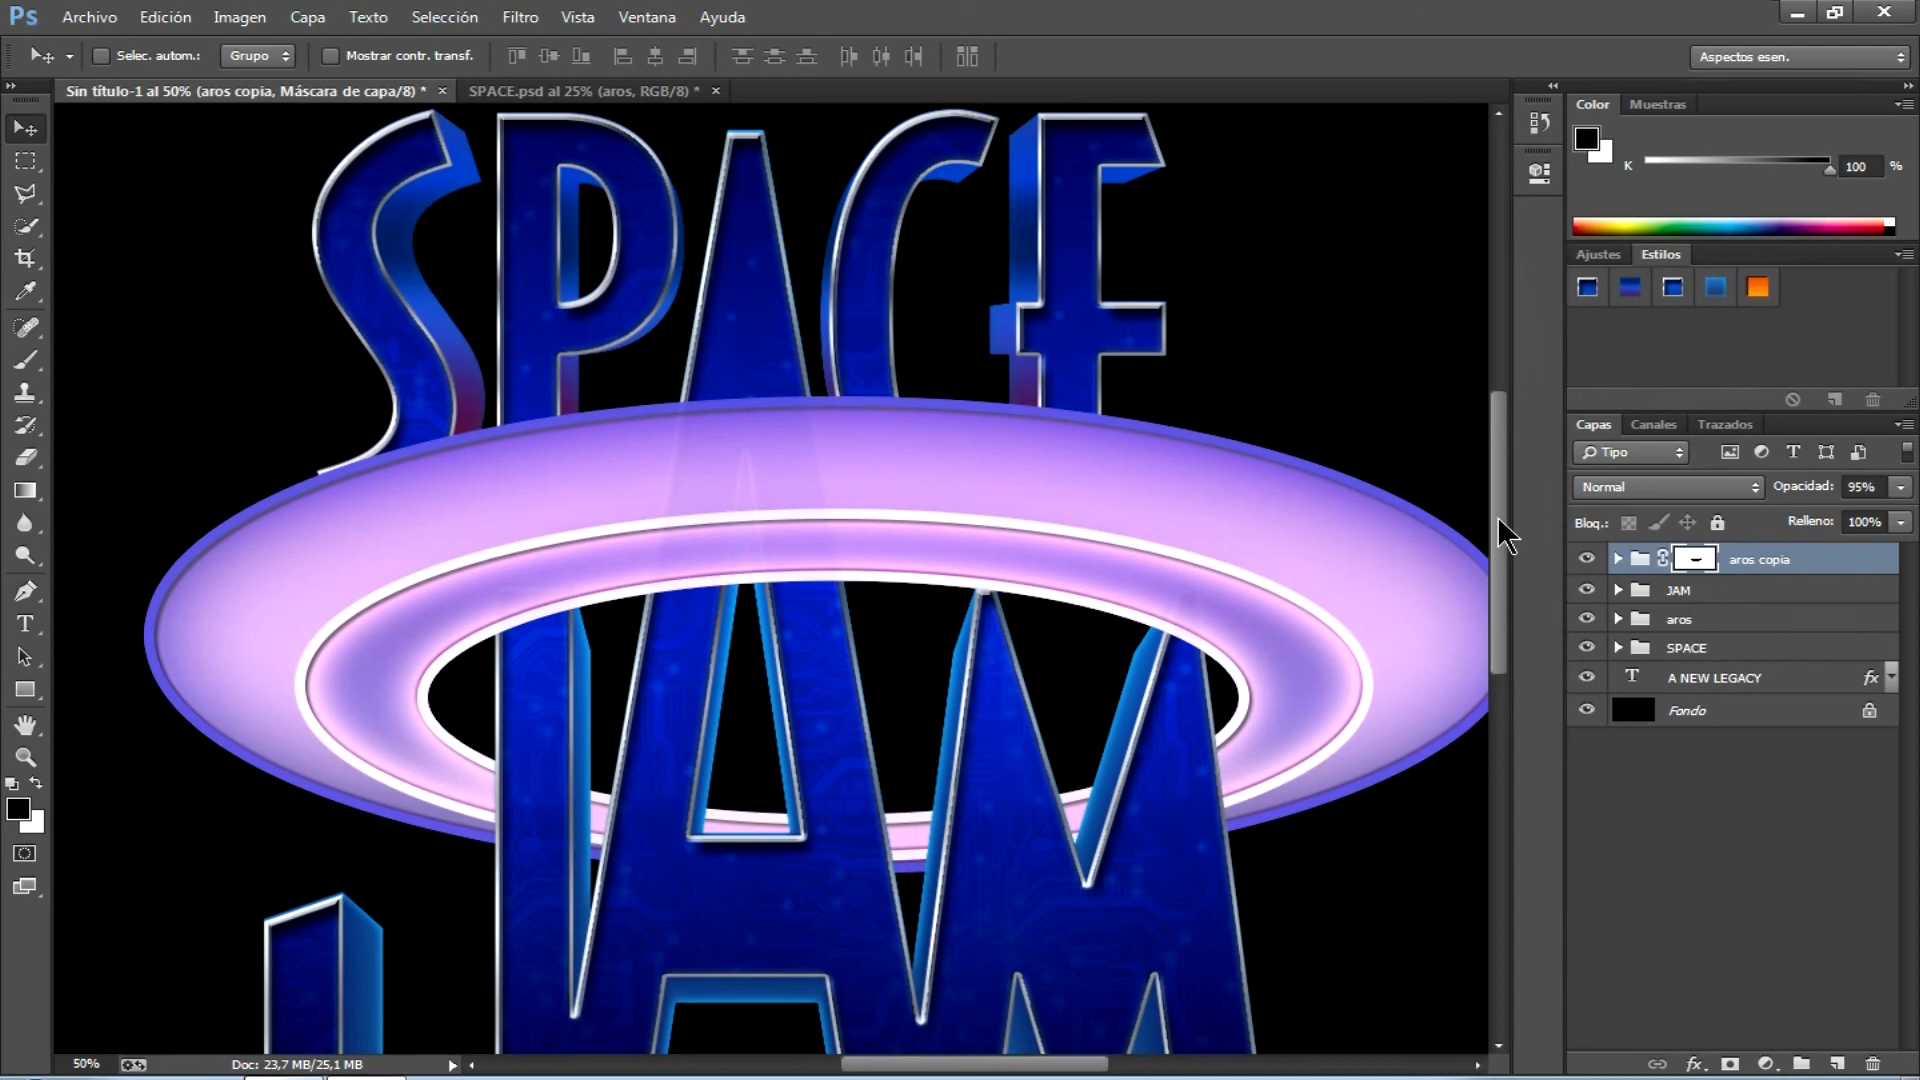 Ps Archivo Edición Imagen Capa Texto Selección Filtro Vista Ventana Ayuda
Selec. autom.: Grupo Mostrar contr. transf. Aspectos esen.
Sin título-1 al 50% (aros copia, Máscara de capa/8) * SPACE.psd al 25% (aros, RGB/8) *
Color Muestras
K 100 %
Ajustes Estilos
Capas Canales Trazados
Tipo
Normal Opacidad: 95%
Bloq.: Relleno: 100%
aros copia
JAM
aros
SPACE
A NEW LEGACY fx
Fondo
SPACE
JAM
50% Doc: 23,7 MB/25,1 MB
fx